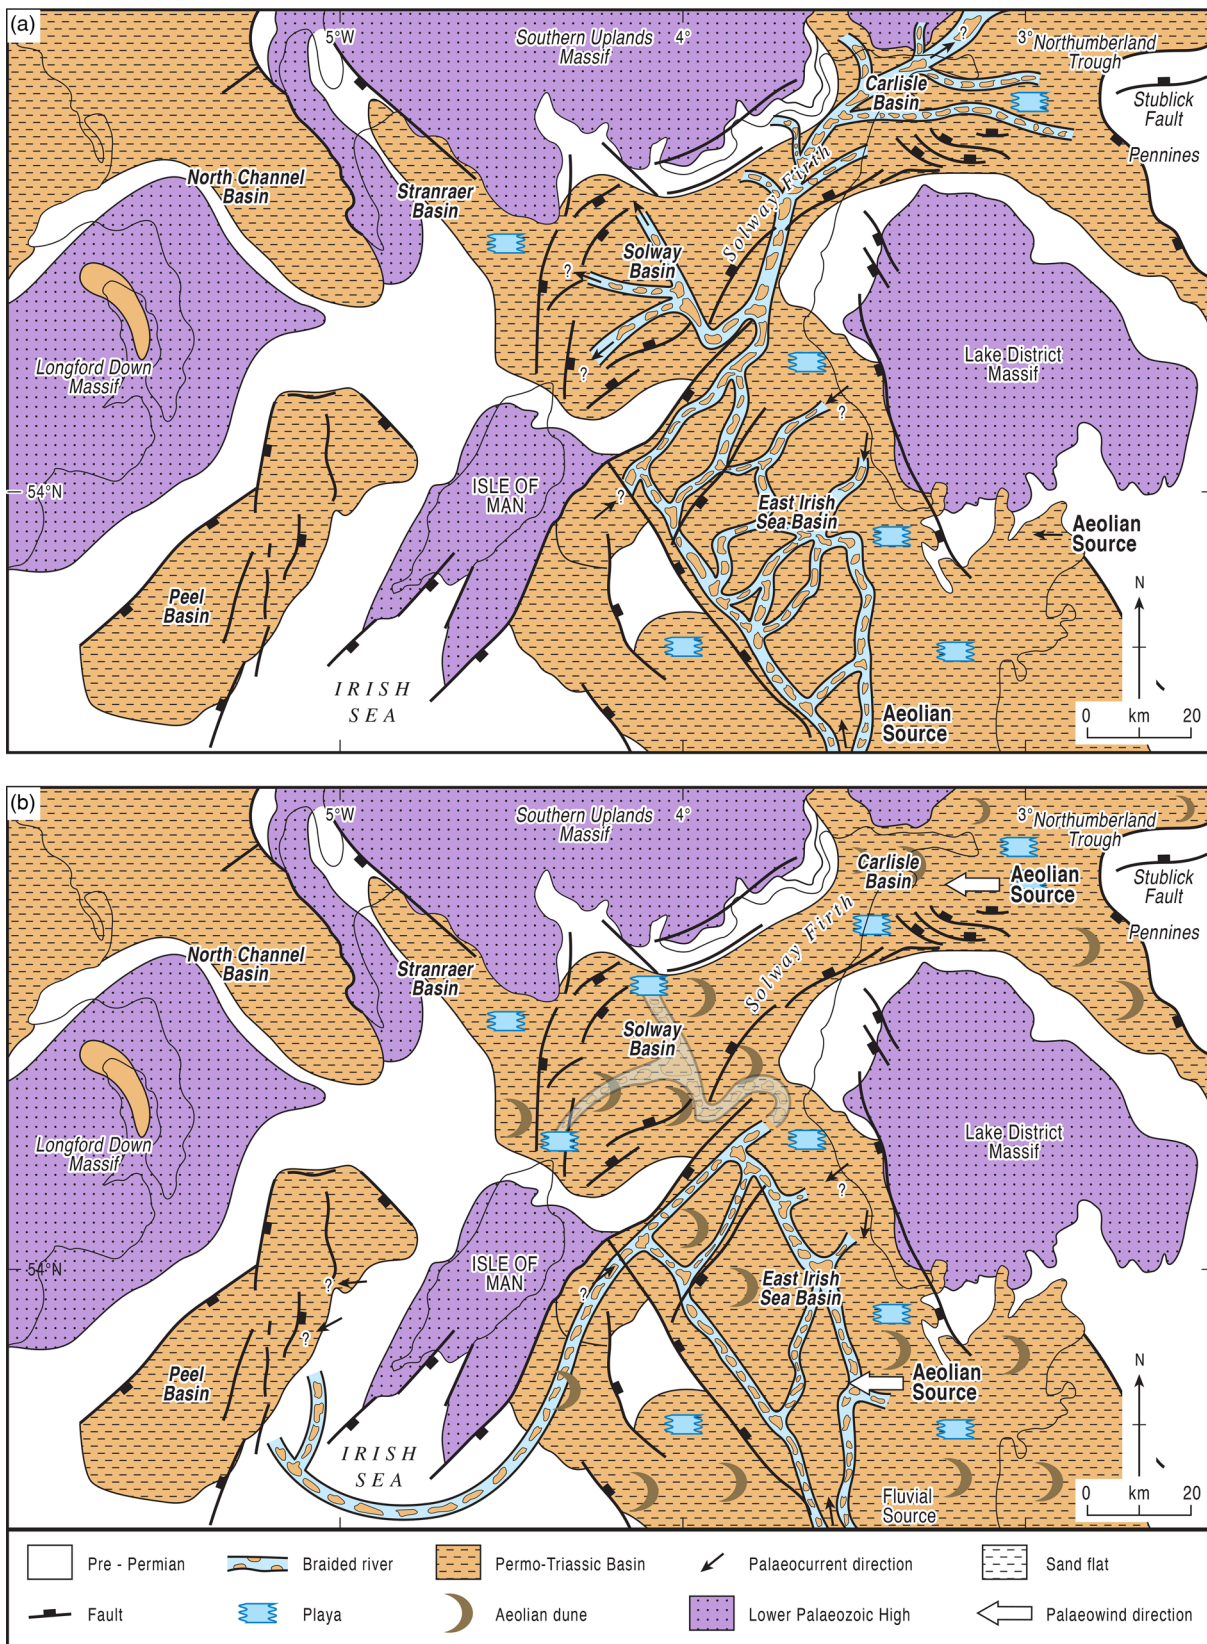 (a)
5°W
Southern Uplands
Massif
4°
?
3°
Northumberland
Trough
Carlisle
Basin
Stublick
Fault
Pennines
North Channel
Basin
Stranraer
Basin
Solway Firth
Solway
Basin
?
Longford Down
Massif
Lake District
Massif
?
?
54°N
ISLE OF
MAN
?
East Irish
Sea Basin
Aeolian
Source
Peel
Basin
N
IRISH
SEA
Aeolian
Source
0 km 20
(b)
5°W
Southern Uplands
Massif
4°
3°
Northumberland
Trough
Carlisle
Basin
Aeolian
Source
Stublick
Fault
Pennines
North Channel
Basin
Stranraer
Basin
Solway Firth
Solway
Basin
Longford Down
Massif
Lake District
Massif
?
54°N
ISLE OF
MAN
?
?
East Irish
Sea Basin
?
Peel
Basin
Aeolian
Source
N
IRISH
SEA
Fluvial
Source
0 km 20
Pre - Permian
Braided river
Permo-Triassic Basin
Palaeocurrent direction
Sand flat
Fault
Playa
Aeolian dune
Lower Palaeozoic High
Palaeowind direction